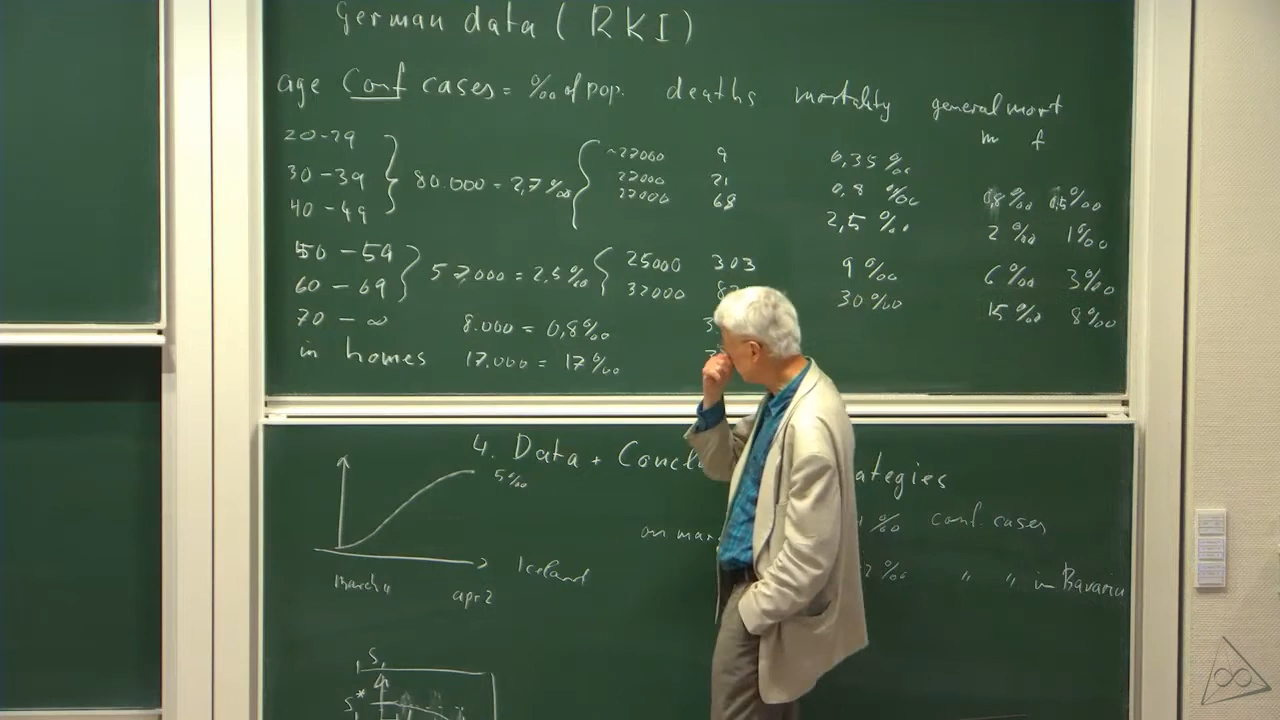 German data (RKI)
age Conf cases = ‰ of pop. deaths mortality general mort
m f
20-29 ~22000 9 0,35 ‰
30-39 80.000 = 2,7 ‰ 22000 21 0,8 ‰ 0,8 ‰ 0,5 ‰
40-49 22000 68 2,5 ‰ 2 ‰ 1 ‰
50-59 25000 303 9 ‰ 6 ‰ 3 ‰
60-69 57,000 = 2,5 ‰ 32000 30 ‰ 15 ‰ 8 ‰
70-∞ 8.000 = 0,8 ‰
in homes 17.000 = 17 ‰
4. Data + ategies
5 ‰
on ‰ conf. cases
Iceland ‰ " " in Bavaria
march 11 apr 2
S
S*
∞